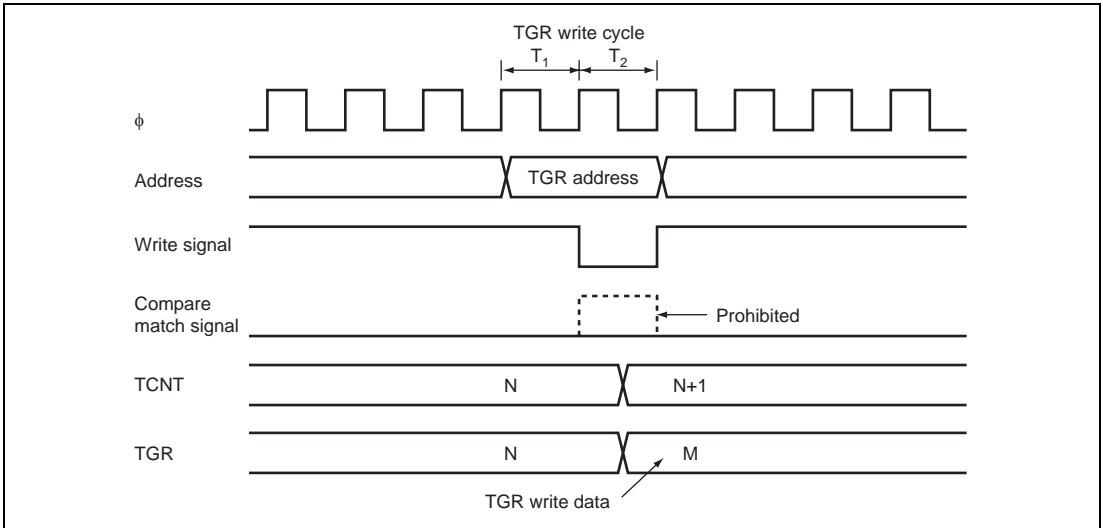 TGR write cycle
T1 T2
ϕ
Address
TGR address
Write signal
Compare
match signal
Prohibited
TCNT
N
N+1
TGR
N
M
TGR write data